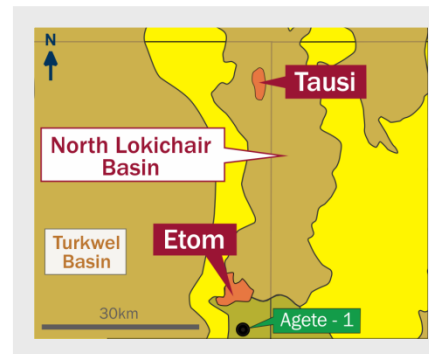 N
Tausi
North Lokichair
Basin
Turkwel
Basin
Etom
30km
Agete - 1